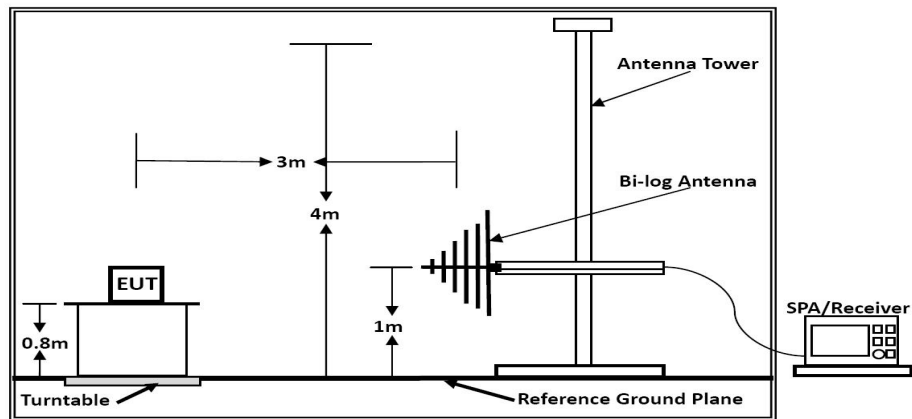 Antenna Tower
3m
Bi-log Antenna
4m
EUT
SPA/Receiver
0.8m
1m
Turntable
Reference Ground Plane